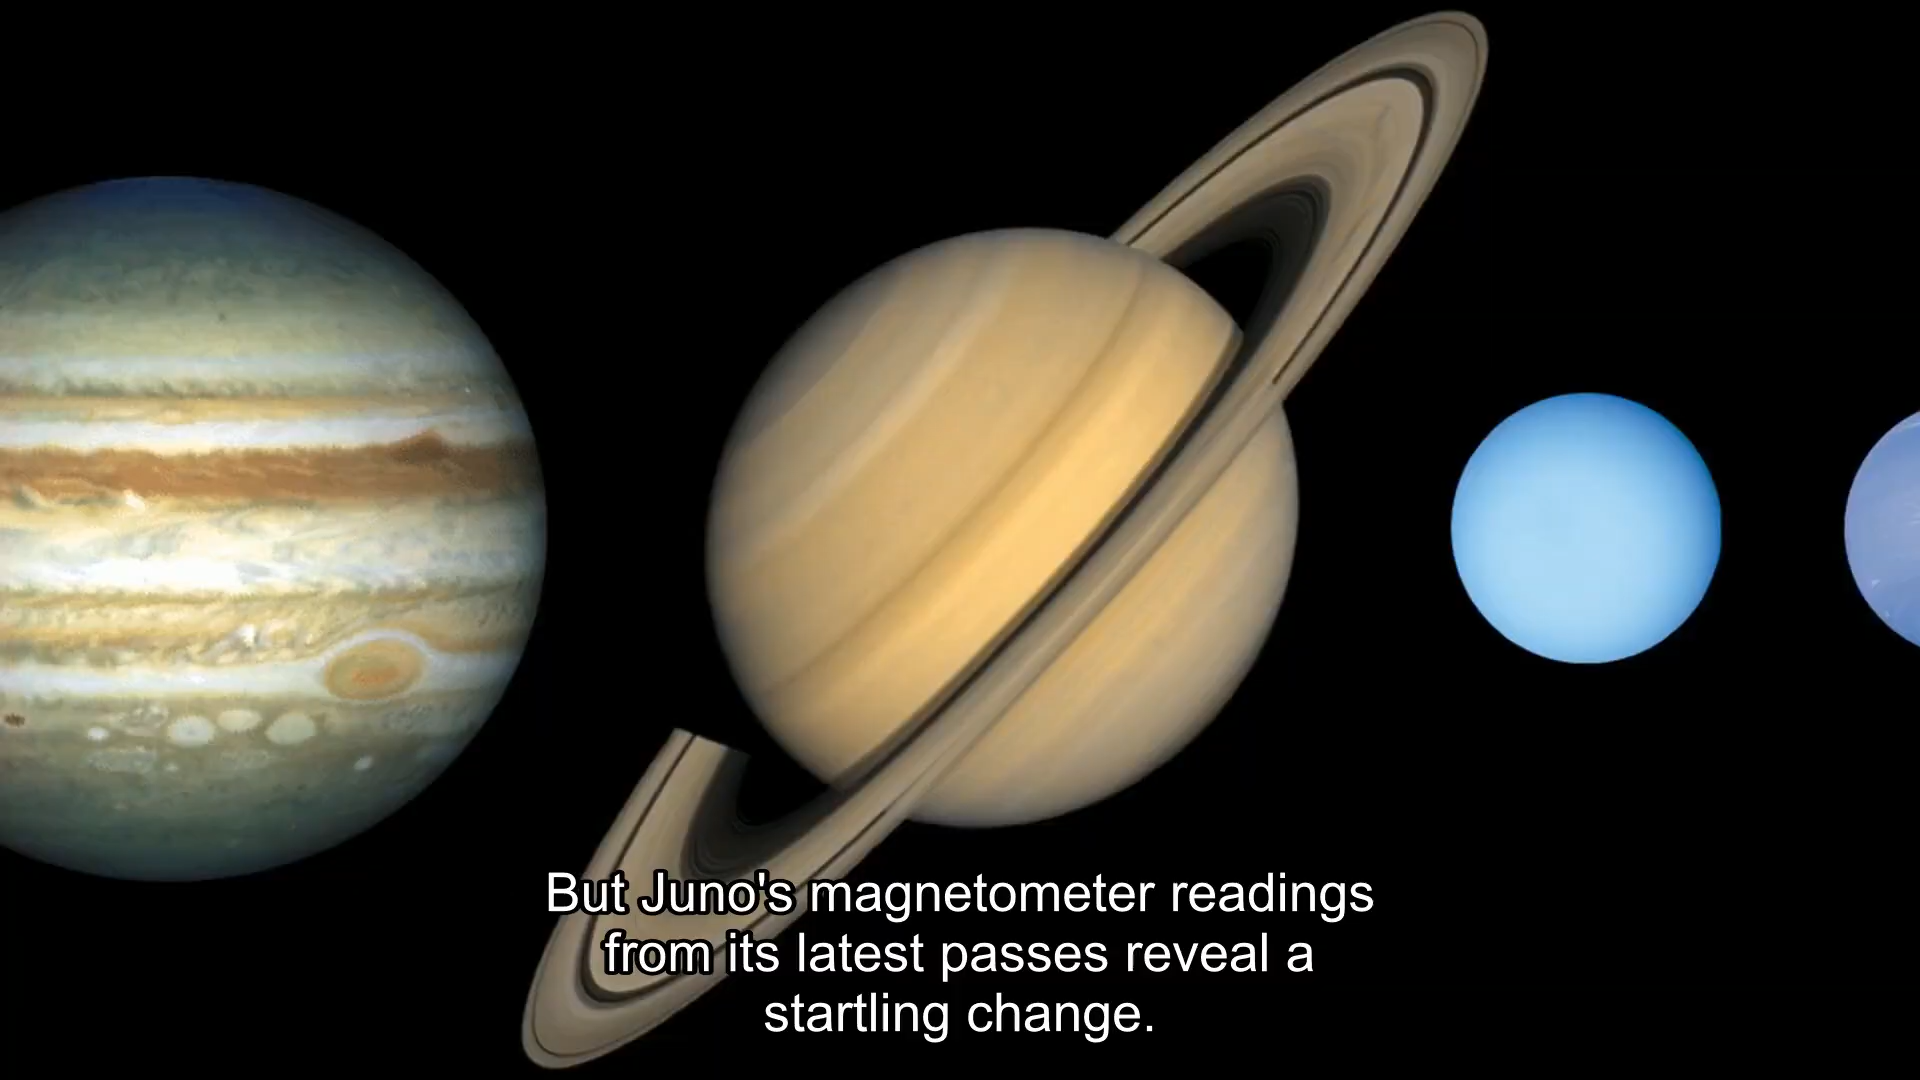 But Juno's magnetometer readings
from its latest passes reveal a
startling change.